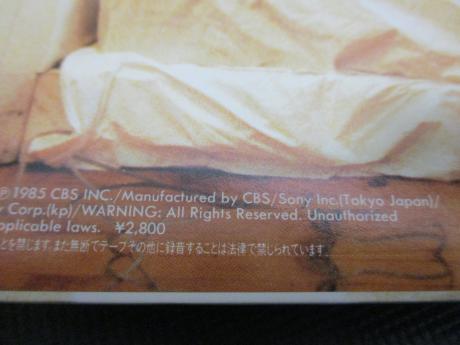 ℗ 1985 CBS INC./Manufactured by CBS/Sony Inc.(Tokyo Japan)/
Corp.(kp)/WARNING: All Rights Reserved. Unauthorized
applicable laws. ¥2,800
とを禁じます。また無断でテープその他に録音することは法律で禁じられています。